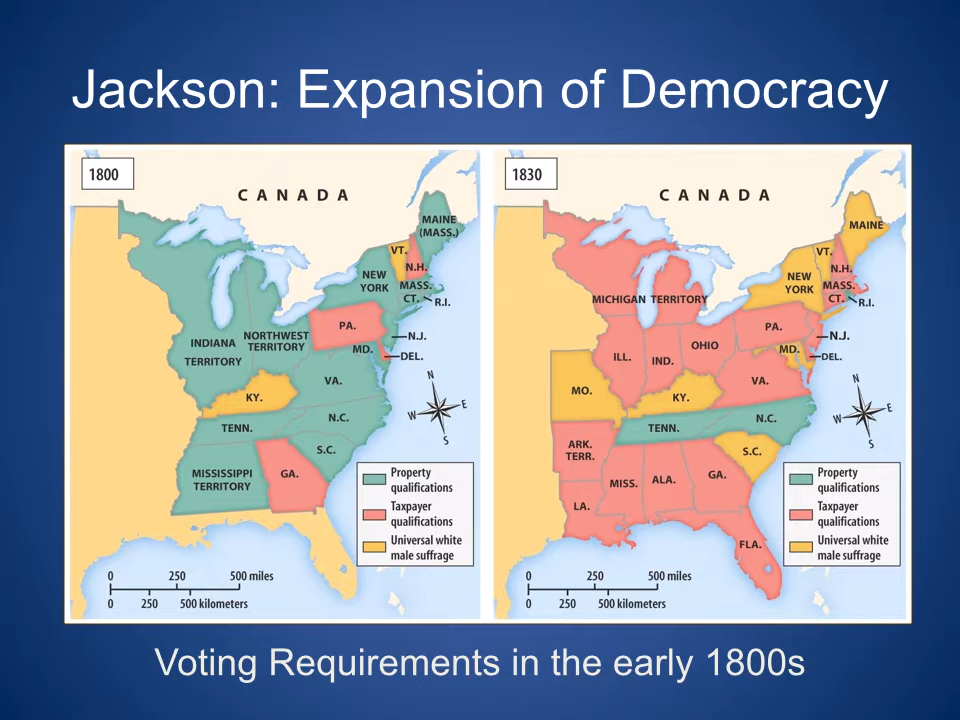 Jackson: Expansion of Democracy
1800
CANADA
MAINE
(MASS.)
VT.
N.H.
NEW
YORK
MASS.
CT.
R.I.
PA.
N.J.
INDIANA
TERRITORY
NORTHWEST
TERRITORY
MD.
DEL.
VA.
KY.
N.C.
TENN.
S.C.
MISSISSIPPI
TERRITORY
GA.
N
W
E
S
Property
qualifications
Taxpayer
qualifications
Universal white
male suffrage
0 250 500 miles
0 250 500 kilometers
1830
CANADA
MAINE
VT.
N.H.
NEW
YORK
MASS.
CT.
R.I.
MICHIGAN TERRITORY
PA.
N.J.
OHIO
ILL.
IND.
MD.
DEL.
VA.
MO.
KY.
N.C.
TENN.
ARK.
TERR.
S.C.
MISS.
ALA.
GA.
LA.
FLA.
N
W
E
S
Property
qualifications
Taxpayer
qualifications
Universal white
male suffrage
0 250 500 miles
0 250 500 kilometers
Voting Requirements in the early 1800s